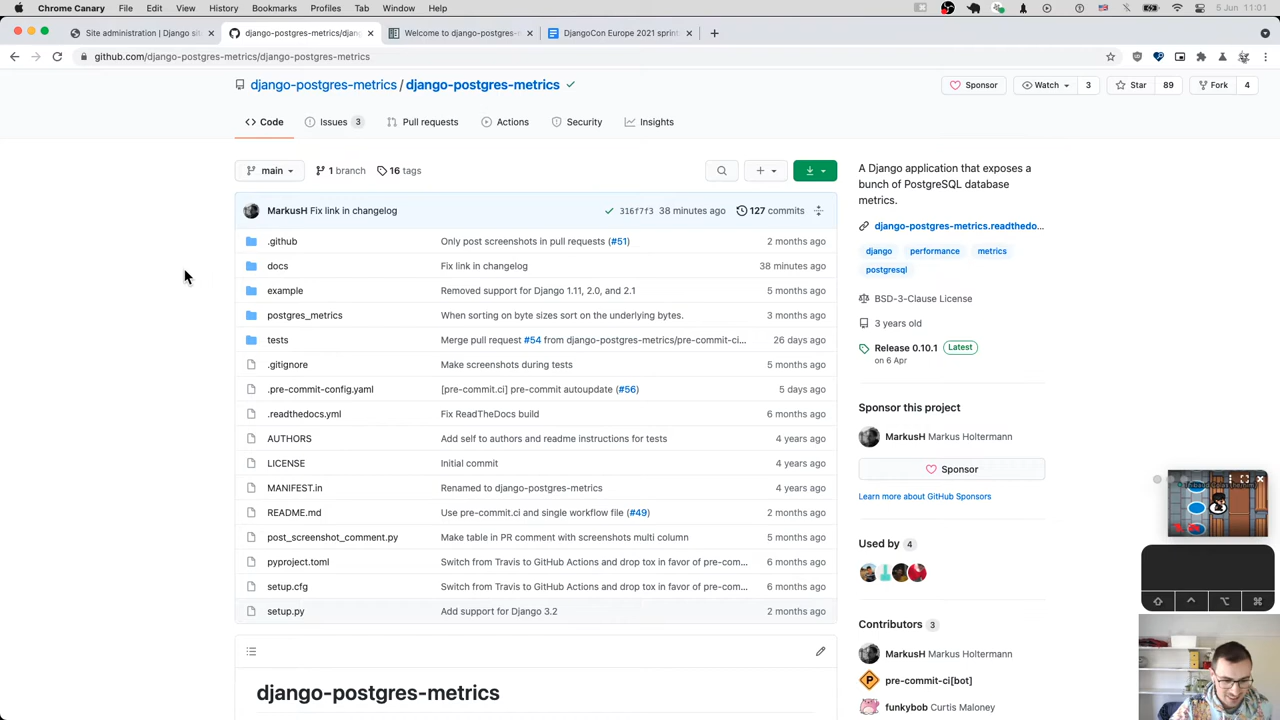 Chrome Canary File Edit View History Bookmarks Profiles Tab Window Help 5 Jun 11:01
Site administration | Django sit
django-postgres-metrics/djan
Welcome to django-postgres-m
DjangoCon Europe 2021 sprint
github.com/django-postgres-metrics/django-postgres-metrics
django-postgres-metrics / django-postgres-metrics
Sponsor
Watch 3
Star 89
Fork 4
Code
Issues 3
Pull requests
Actions
Security
Insights
main
1 branch
16 tags
MarkusH Fix link in changelog 316f7f3 38 minutes ago 127 commits
.github Only post screenshots in pull requests (#51) 2 months ago
docs Fix link in changelog 38 minutes ago
example Removed support for Django 1.11, 2.0, and 2.1 5 months ago
postgres_metrics When sorting on byte sizes sort on the underlying bytes. 3 months ago
tests Merge pull request #54 from django-postgres-metrics/pre-commit-ci... 26 days ago
.gitignore Make screenshots during tests 5 months ago
.pre-commit-config.yaml [pre-commit.ci] pre-commit autoupdate (#56) 5 days ago
.readthedocs.yml Fix ReadTheDocs build 6 months ago
AUTHORS Add self to authors and readme instructions for tests 4 years ago
LICENSE Initial commit 4 years ago
MANIFEST.in Renamed to django-postgres-metrics 4 years ago
README.md Use pre-commit.ci and single workflow file (#49) 2 months ago
post_screenshot_comment.py Make table in PR comment with screenshots multi column 5 months ago
pyproject.toml Switch from Travis to GitHub Actions and drop tox in favor of pre-com... 6 months ago
setup.cfg Switch from Travis to GitHub Actions and drop tox in favor of pre-com... 6 months ago
setup.py Add support for Django 3.2 2 months ago
django-postgres-metrics
A Django application that exposes a
bunch of PostgreSQL database
metrics.
django-postgres-metrics.readthedo...
django performance metrics
postgresql
BSD-3-Clause License
3 years old
Release 0.10.1 Latest
on 6 Apr
Sponsor this project
MarkusH Markus Holtermann
Sponsor
Learn more about GitHub Sponsors
Used by 4
Contributors 3
MarkusH Markus Holtermann
pre-commit-ci[bot]
funkybob Curtis Maloney